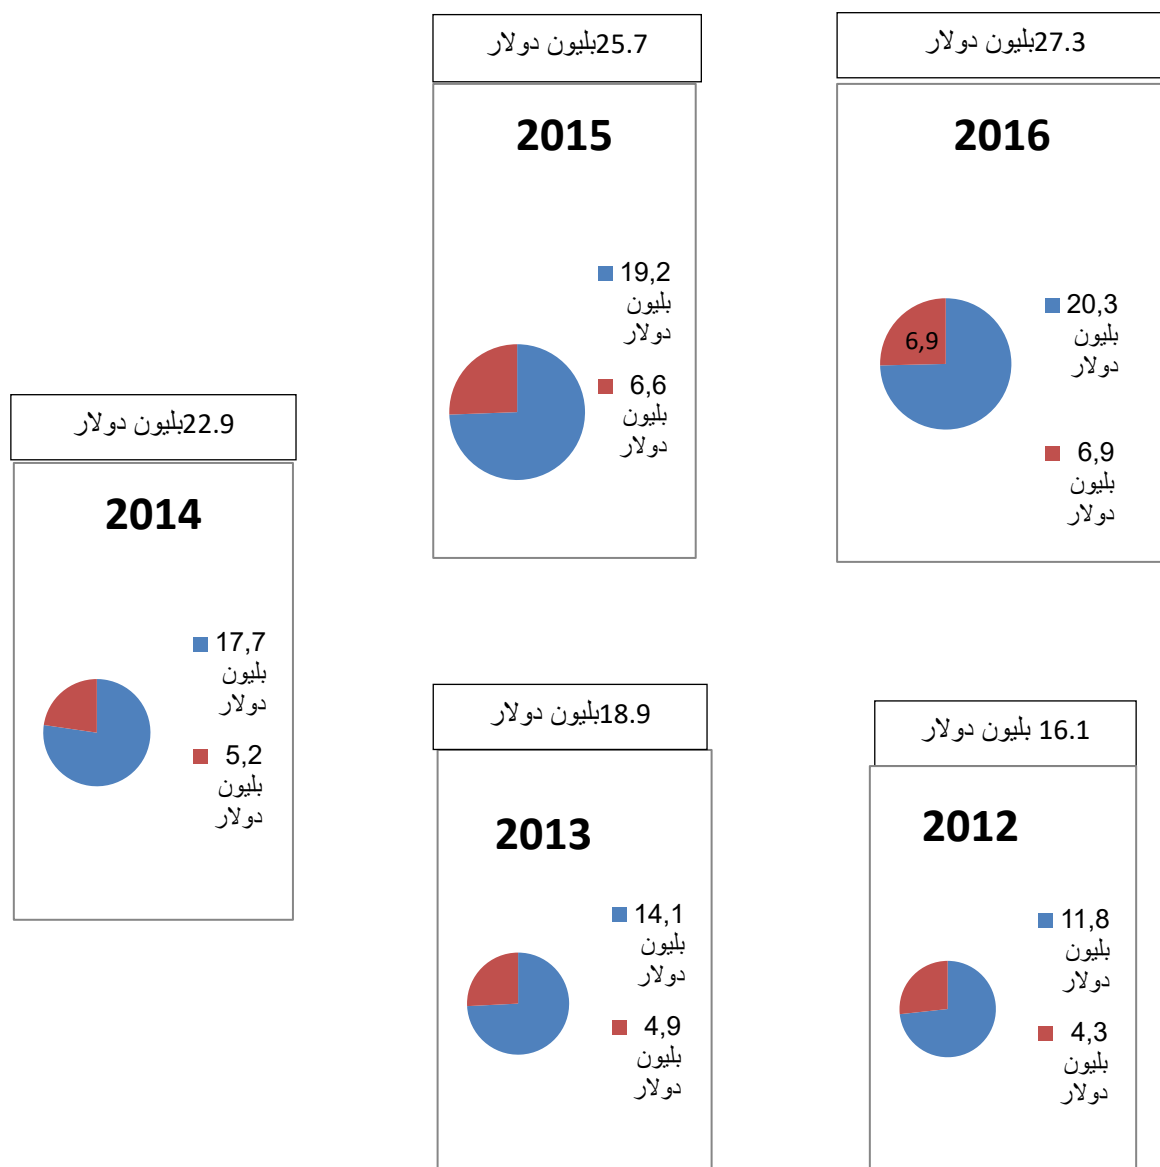 25.7بليون دولار
2015
19,2
بليون
دولار
6,6
بليون
دولار
27.3بليون دولار
2016
6,9
20,3
بليون
دولار
6,9
بليون
دولار
22.9بليون دولار
2014
17,7
بليون
دولار
5,2
بليون
دولار
18.9بليون دولار
2013
14,1
بليون
دولار
4,9
بليون
دولار
16.1 بليون دولار
2012
11,8
بليون
دولار
4,3
بليون
دولار